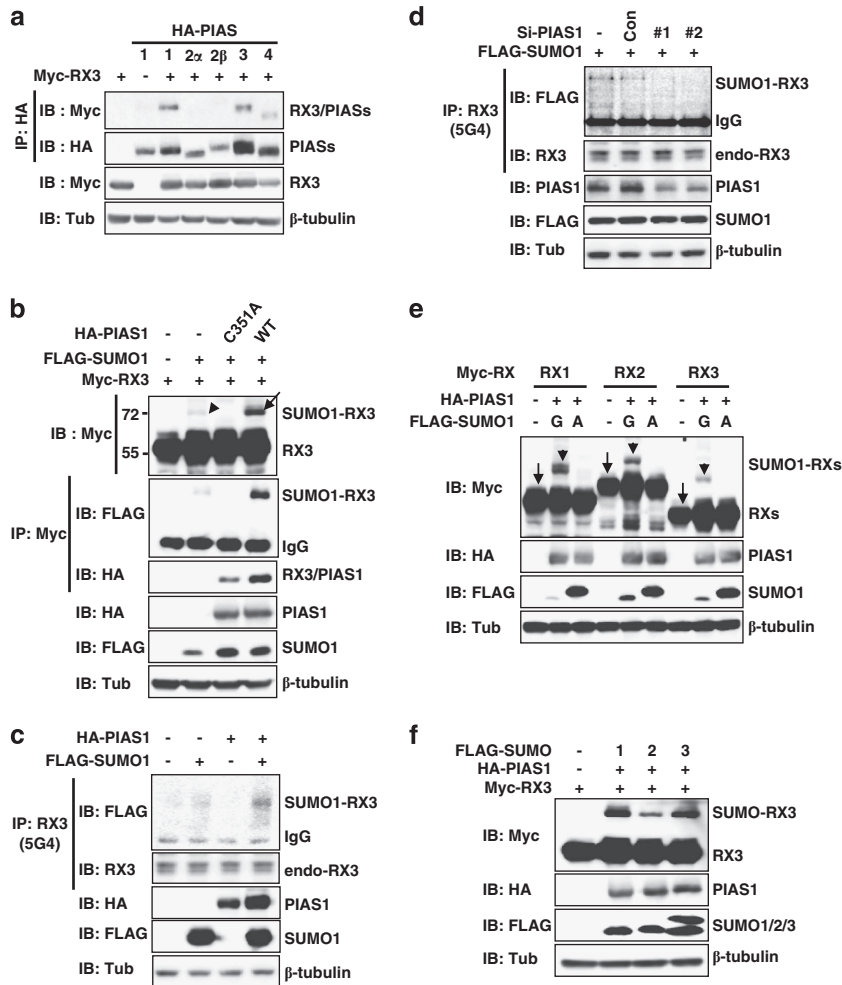 a
HA-PIAS
1 1 2α 2β 3 4
Myc-RX3 + - + + + + +
IP: HA
IB : Myc RX3/PIASs
IB : HA PIASs
IB : Myc RX3
IB: Tub β-tubulin
b
HA-PIAS1 - - C351A WT
FLAG-SUMO1 - + + +
Myc-RX3 + + + +
IB : Myc
72 SUMO1-RX3
55 RX3
IP: Myc
IB: FLAG SUMO1-RX3
IgG
IB: HA RX3/PIAS1
IB: HA PIAS1
IB: FLAG SUMO1
IB: Tub β-tubulin
c
HA-PIAS1 - - + +
FLAG-SUMO1 - + - +
IP: RX3
(5G4)
IB: FLAG SUMO1-RX3
IgG
IB: RX3 endo-RX3
IB: HA PIAS1
IB: FLAG SUMO1
IB: Tub β-tubulin
d
Si-PIAS1 - Con #1 #2
FLAG-SUMO1 + + + +
IP: RX3
(5G4)
IB: FLAG SUMO1-RX3
IgG
IB: RX3 endo-RX3
IB: PIAS1 PIAS1
IB: FLAG SUMO1
IB: Tub β-tubulin
e
Myc-RX RX1 RX2 RX3
HA-PIAS1 - + + - + + - + +
FLAG-SUMO1 - G A - G A - G A
SUMO1-RXs
IB: Myc
RXs
IB: HA PIAS1
IB: FLAG SUMO1
IB: Tub β-tubulin
f
FLAG-SUMO - 1 2 3
HA-PIAS1 - + + +
Myc-RX3 + + + +
SUMO-RX3
IB: Myc
RX3
IB: HA PIAS1
IB: FLAG SUMO1/2/3
IB: Tub β-tubulin